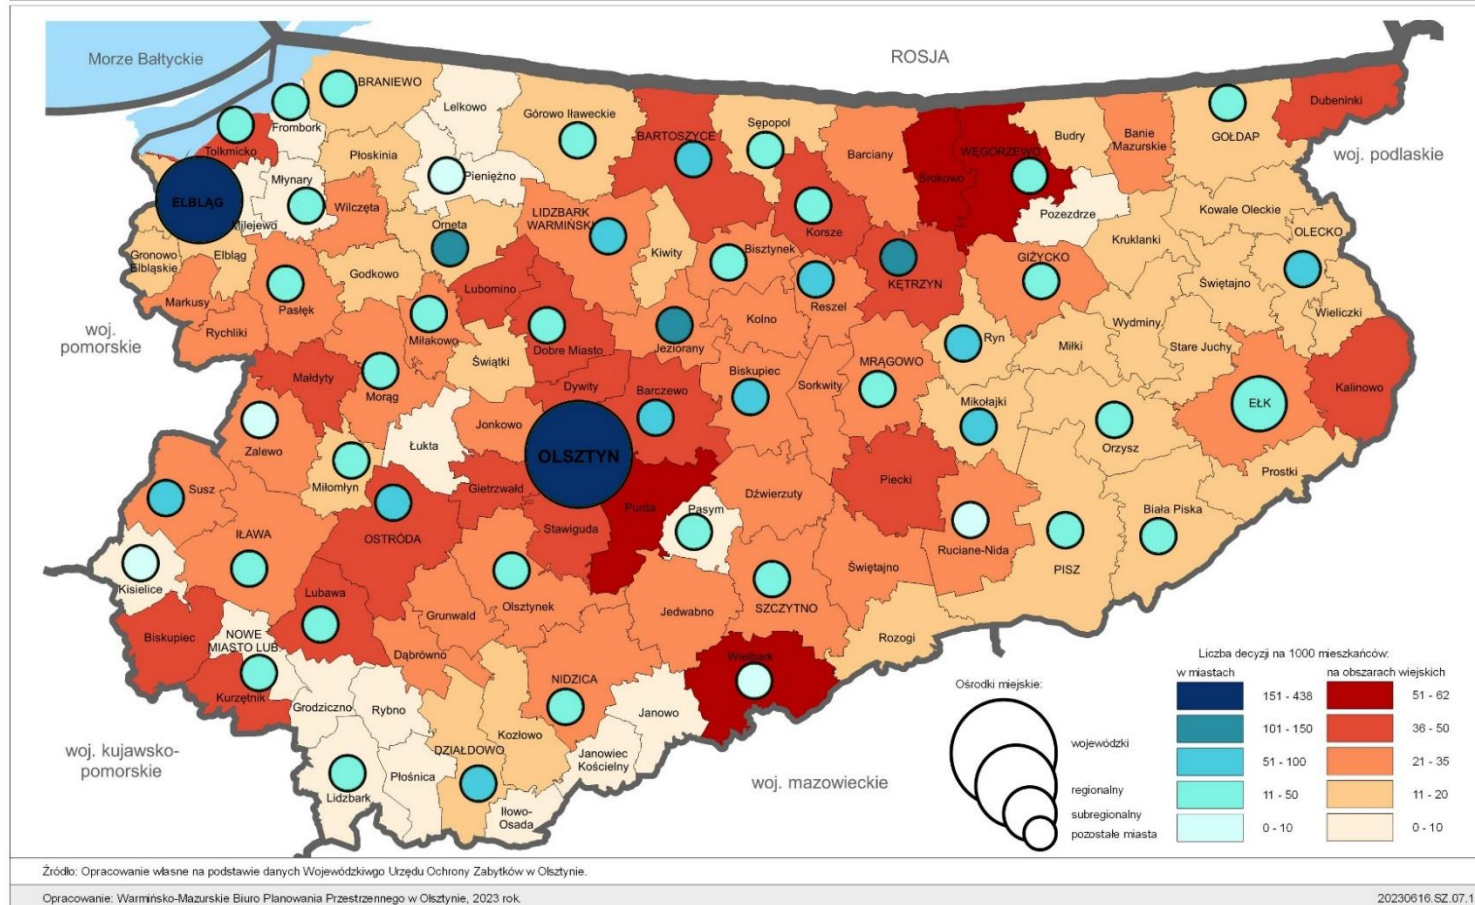 Morze Bałtyckie
ROSJA
BRANIEWO
Lelkowo
Frombork
Górowo Iławeckie
BARTOSZYCE
Sępopol
Barciany
WĘGORZEWO
Srokowo
Budry
Banie
Mazurskie
GOŁDAP
Dubeninki
woj. podlaskie
Tolkmicko
Płoskinia
Młynary
Pieniężno
ELBLĄG
Milejewo
Wilczęta
Orneta
LIDZBARK
WARMIŃSKI
Kiwity
Korsze
Pozezdrze
Kowale Oleckie
Kruklanki
OLECKO
Gronowo
Elbląskie
Elbląg
Godkowo
Bisztynek
KĘTRZYN
GIŻYCKO
Świętajno
Markusy
Pasłęk
Lubomino
Reszel
Wieliczki
Rychliki
Miłakowo
Dobre Miasto
Jeziorany
Kolno
Wydminy
woj.
pomorskie
Świątki
Ryn
Miłki
Stare Juchy
Małdyty
Morąg
Dywity
Barczewo
Biskupiec
Sorkwity
MRĄGOWO
Mikołajki
Kalinowo
EŁK
Zalewo
Łukta
Jonkowo
OLSZTYN
Orzysz
Miłomłyn
Gietrzwałd
Prostki
Susz
Piecki
Dźwierzuty
Purda
Pasym
Biała Piska
IŁAWA
OSTRÓDA
Stawiguda
Ruciane-Nida
PISZ
Kisielice
Świętajno
Lubawa
Olsztynek
Grunwald
Jedwabno
SZCZYTNO
Biskupiec
NOWE
MIASTO LUB.
Dąbrówno
Rozogi
Wielbark
Kurzętnik
NIDZICA
Grodziczno
Rybno
Kozłowo
Janowo
DZIAŁDOWO
Janowiec
Kościelny
woj. kujawsko-
pomorskie
Płośnica
Lidzbark
Iłowo-
Osada
woj. mazowieckie
Ośrodki miejskie:
wojewódzki
regionalny
subregionalny
pozostałe miasta
Liczba decyzji na 1000 mieszkańców:
w miastach
na obszarach wiejskich
151 - 438
51 - 62
101 - 150
36 - 50
51 - 100
21 - 35
11 - 50
11 - 20
0 - 10
0 - 10
Źródło: Opracowanie własne na podstawie danych Wojewódzkiwgo Urzędu Ochrony Zabytków w Olsztynie.
Opracowanie: Warmińsko-Mazurskie Biuro Planowania Przestrzennego w Olsztynie, 2023 rok.
20230616.SZ.07.1